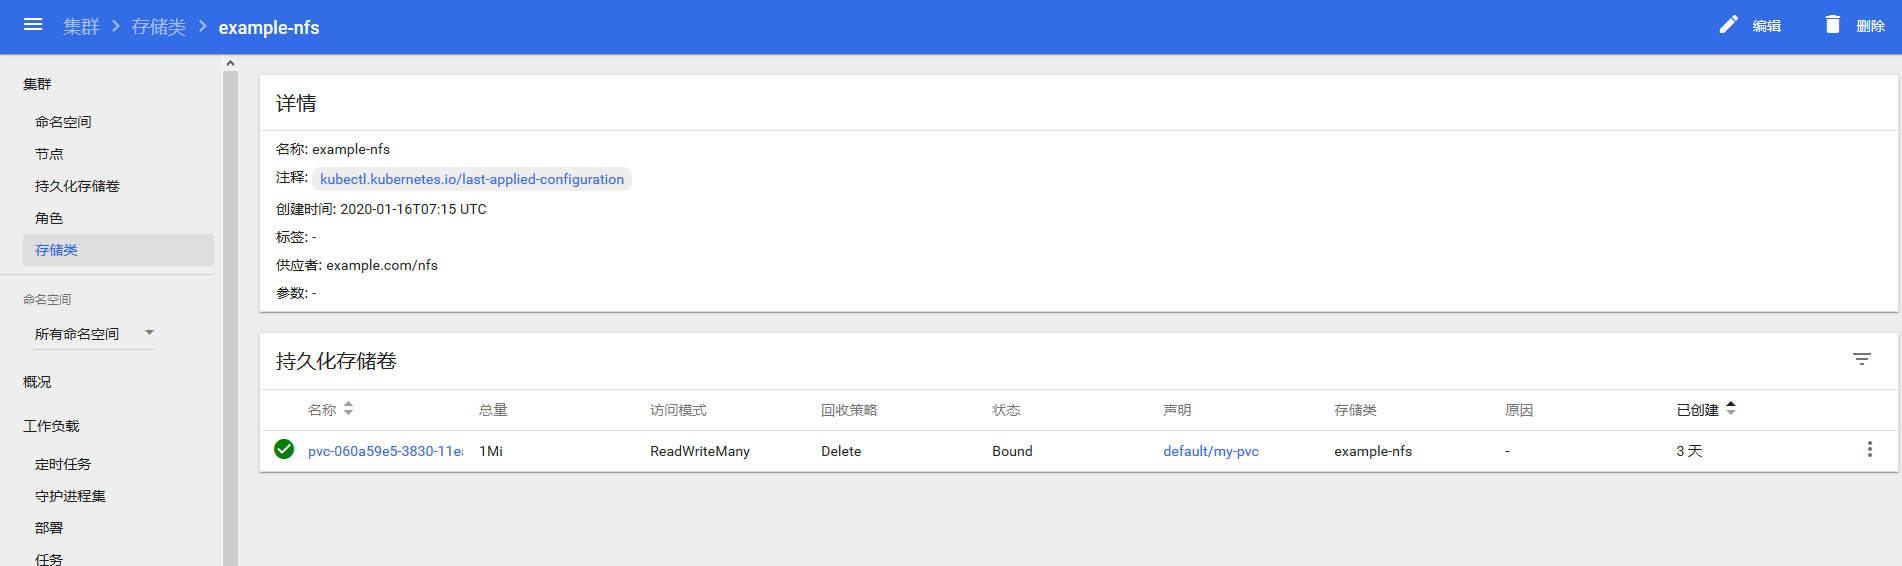 集群 > 存储类 > example-nfs
编辑
删除
集群
命名空间
节点
持久化存储卷
角色
存储类
命名空间
所有命名空间
概况
工作负载
定时任务
守护进程集
部署
任务
详情
名称: example-nfs
注释: kubectl.kubernetes.io/last-applied-configuration
创建时间: 2020-01-16T07:15 UTC
标签: -
供应者: example.com/nfs
参数: -
持久化存储卷
名称 总量 访问模式 回收策略 状态 声明 存储类 原因 已创建
pvc-060a59e5-3830-11e 1Mi ReadWriteMany Delete Bound default/my-pvc example-nfs - 3 天